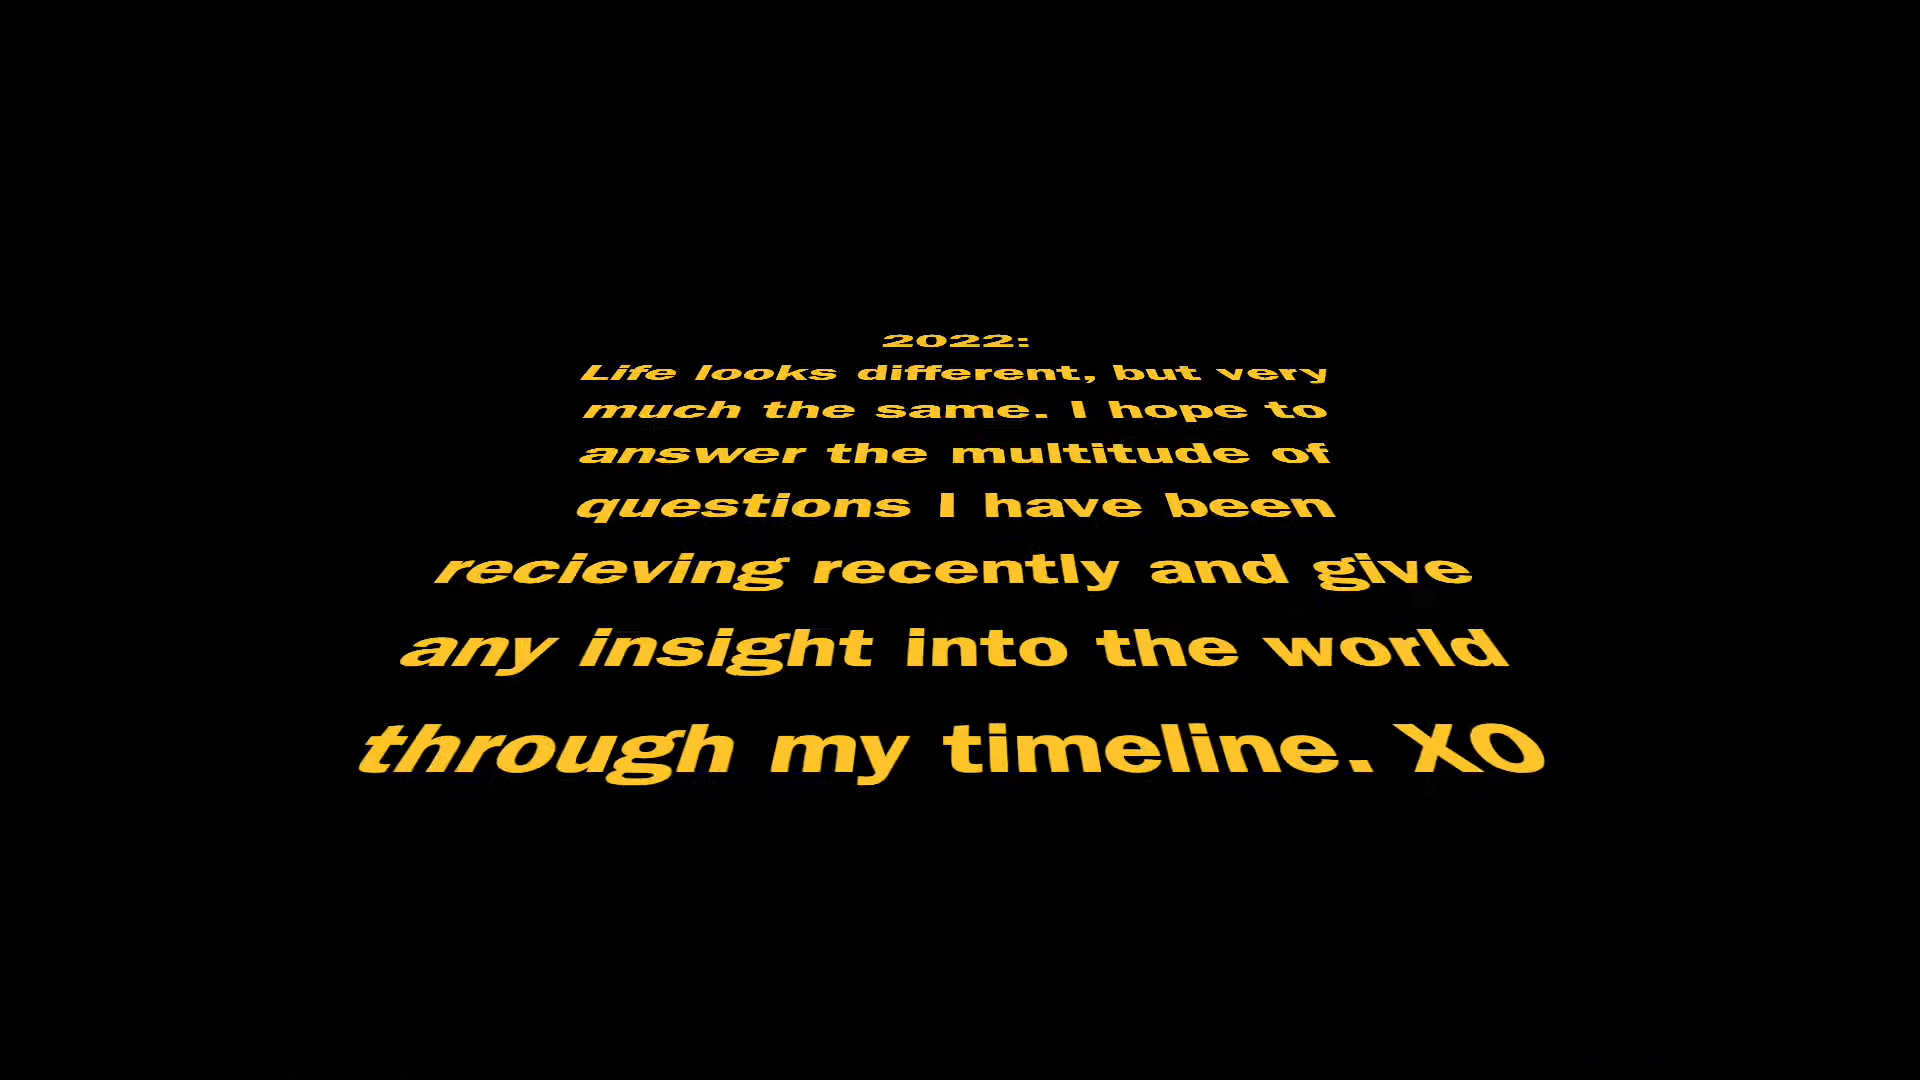 2022:
Life looks different, but very
much the same. I hope to
answer the multitude of
questions I have been
recieving recently and give
any insight into the world
through my timeline. XO